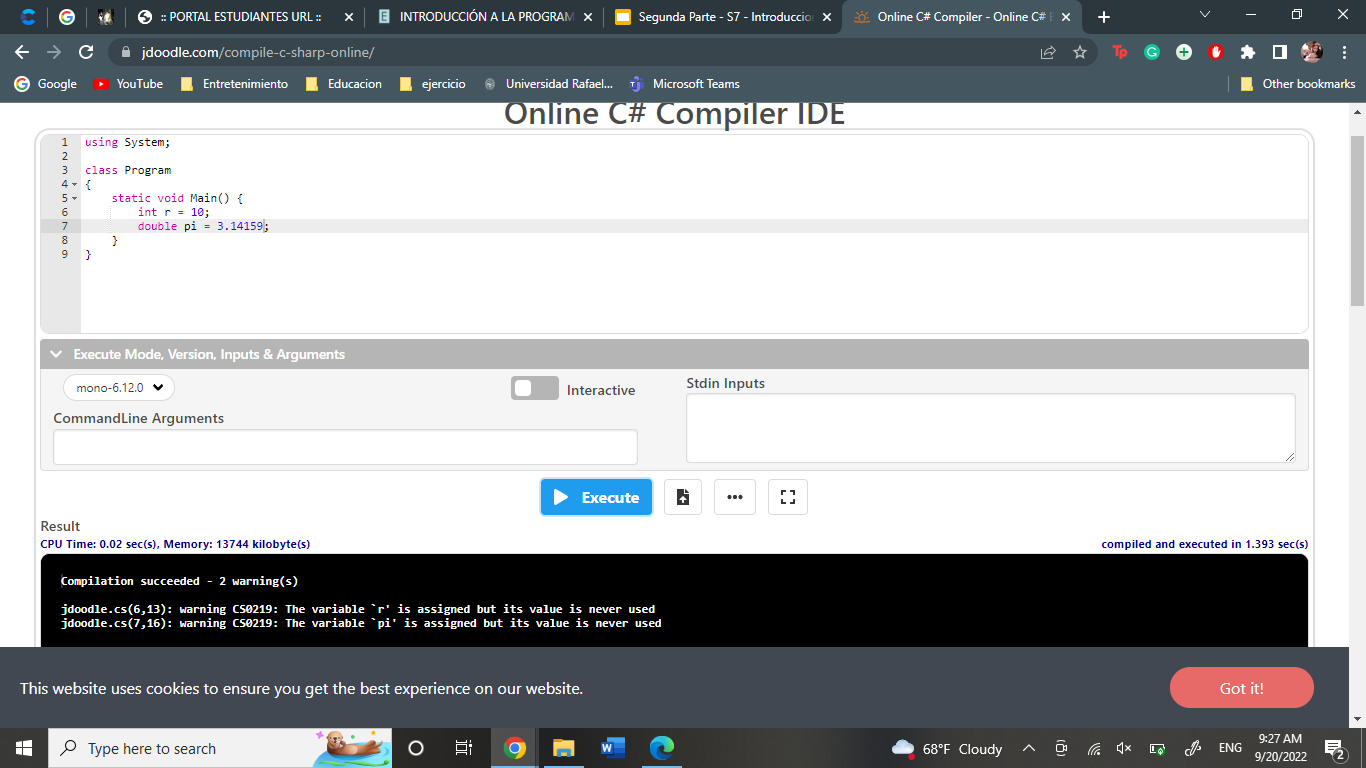 :: PORTAL ESTUDIANTES URL ::
INTRODUCCIÓN A LA PROGRAM
Segunda Parte - S7 - Introducci
Online C# Compiler - Online C# E
jdoodle.com/compile-c-sharp-online/
Google
YouTube
Entretenimiento
Educacion
ejercicio
Universidad Rafael...
Microsoft Teams
Other bookmarks
Online C# Compiler IDE
1 using System;
2
3 class Program
4 {
5 static void Main() {
6 int r = 10;
7 double pi = 3.14159;
8 }
9 }
Execute Mode, Version, Inputs & Arguments
mono-6.12.0
Interactive
Stdin Inputs
CommandLine Arguments
Execute
Result
CPU Time: 0.02 sec(s), Memory: 13744 kilobyte(s)
compiled and executed in 1.393 sec(s)
Compilation succeeded - 2 warning(s)
jdoodle.cs(6,13): warning CS0219: The variable `r' is assigned but its value is never used
jdoodle.cs(7,16): warning CS0219: The variable `pi' is assigned but its value is never used
This website uses cookies to ensure you get the best experience on our website.
Got it!
Type here to search
68°F Cloudy
ENG
9:27 AM
9/20/2022
2